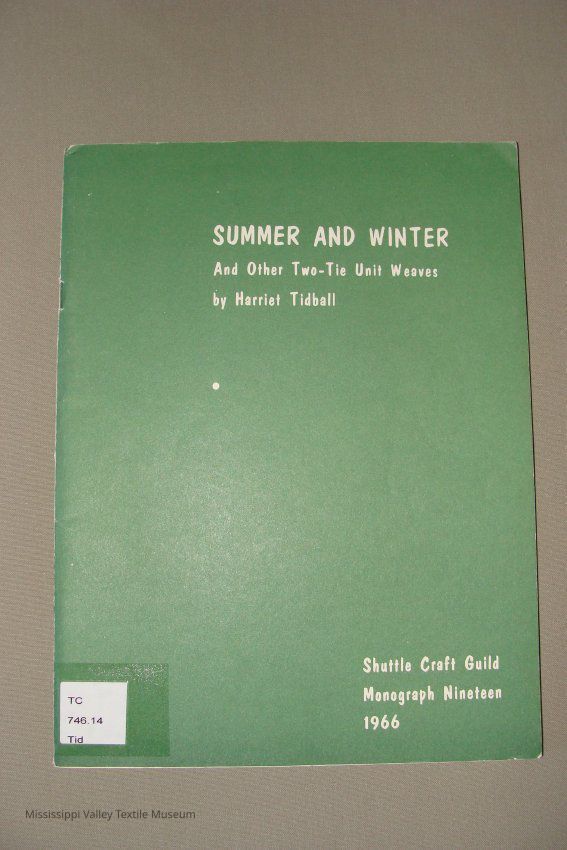 SUMMER AND WINTER
And Other Two-Tie Unit Weaves
by Harriet Tidball
Shuttle Craft Guild
Monograph Nineteen
1966
TC
746.14
Tid
Mississippi Valley Textile Museum